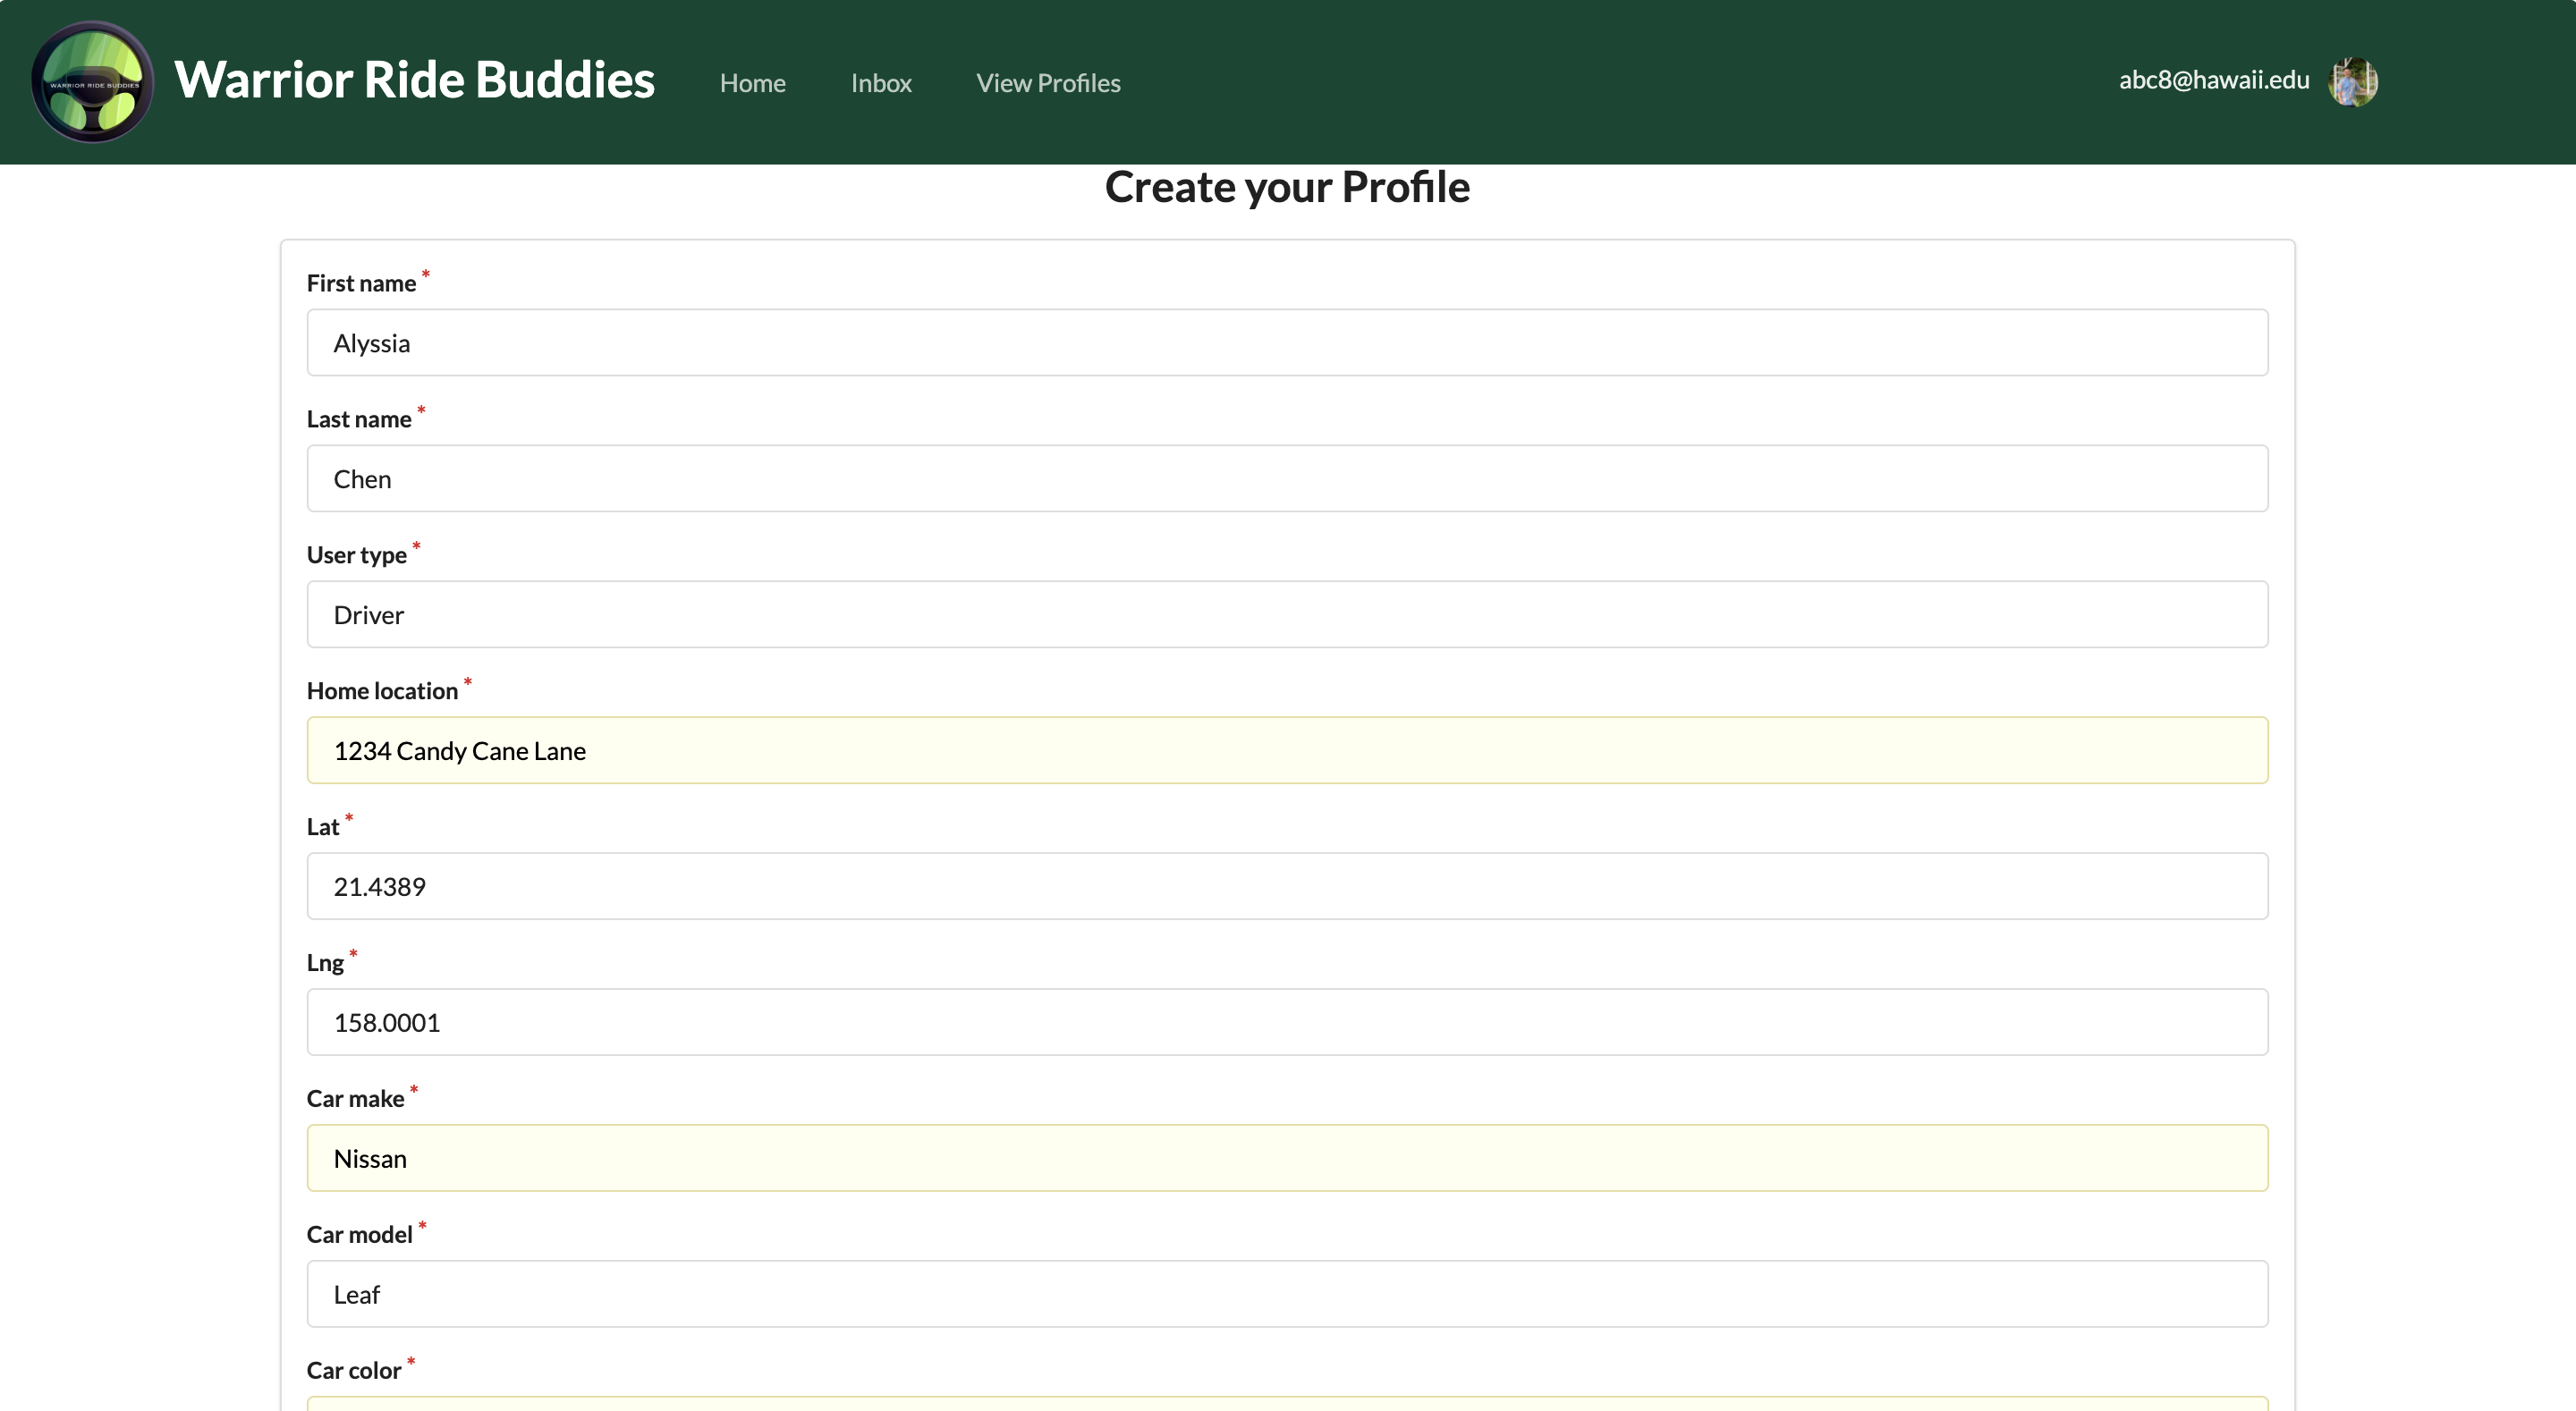 WARRIOR RIDE BUDDIES
Warrior Ride Buddies
Home
Inbox
View Profiles
abc8@hawaii.edu
Create your Profile
First name *
Alyssia
Last name *
Chen
User type *
Driver
Home location *
1234 Candy Cane Lane
Lat *
21.4389
Lng *
158.0001
Car make *
Nissan
Car model *
Leaf
Car color *